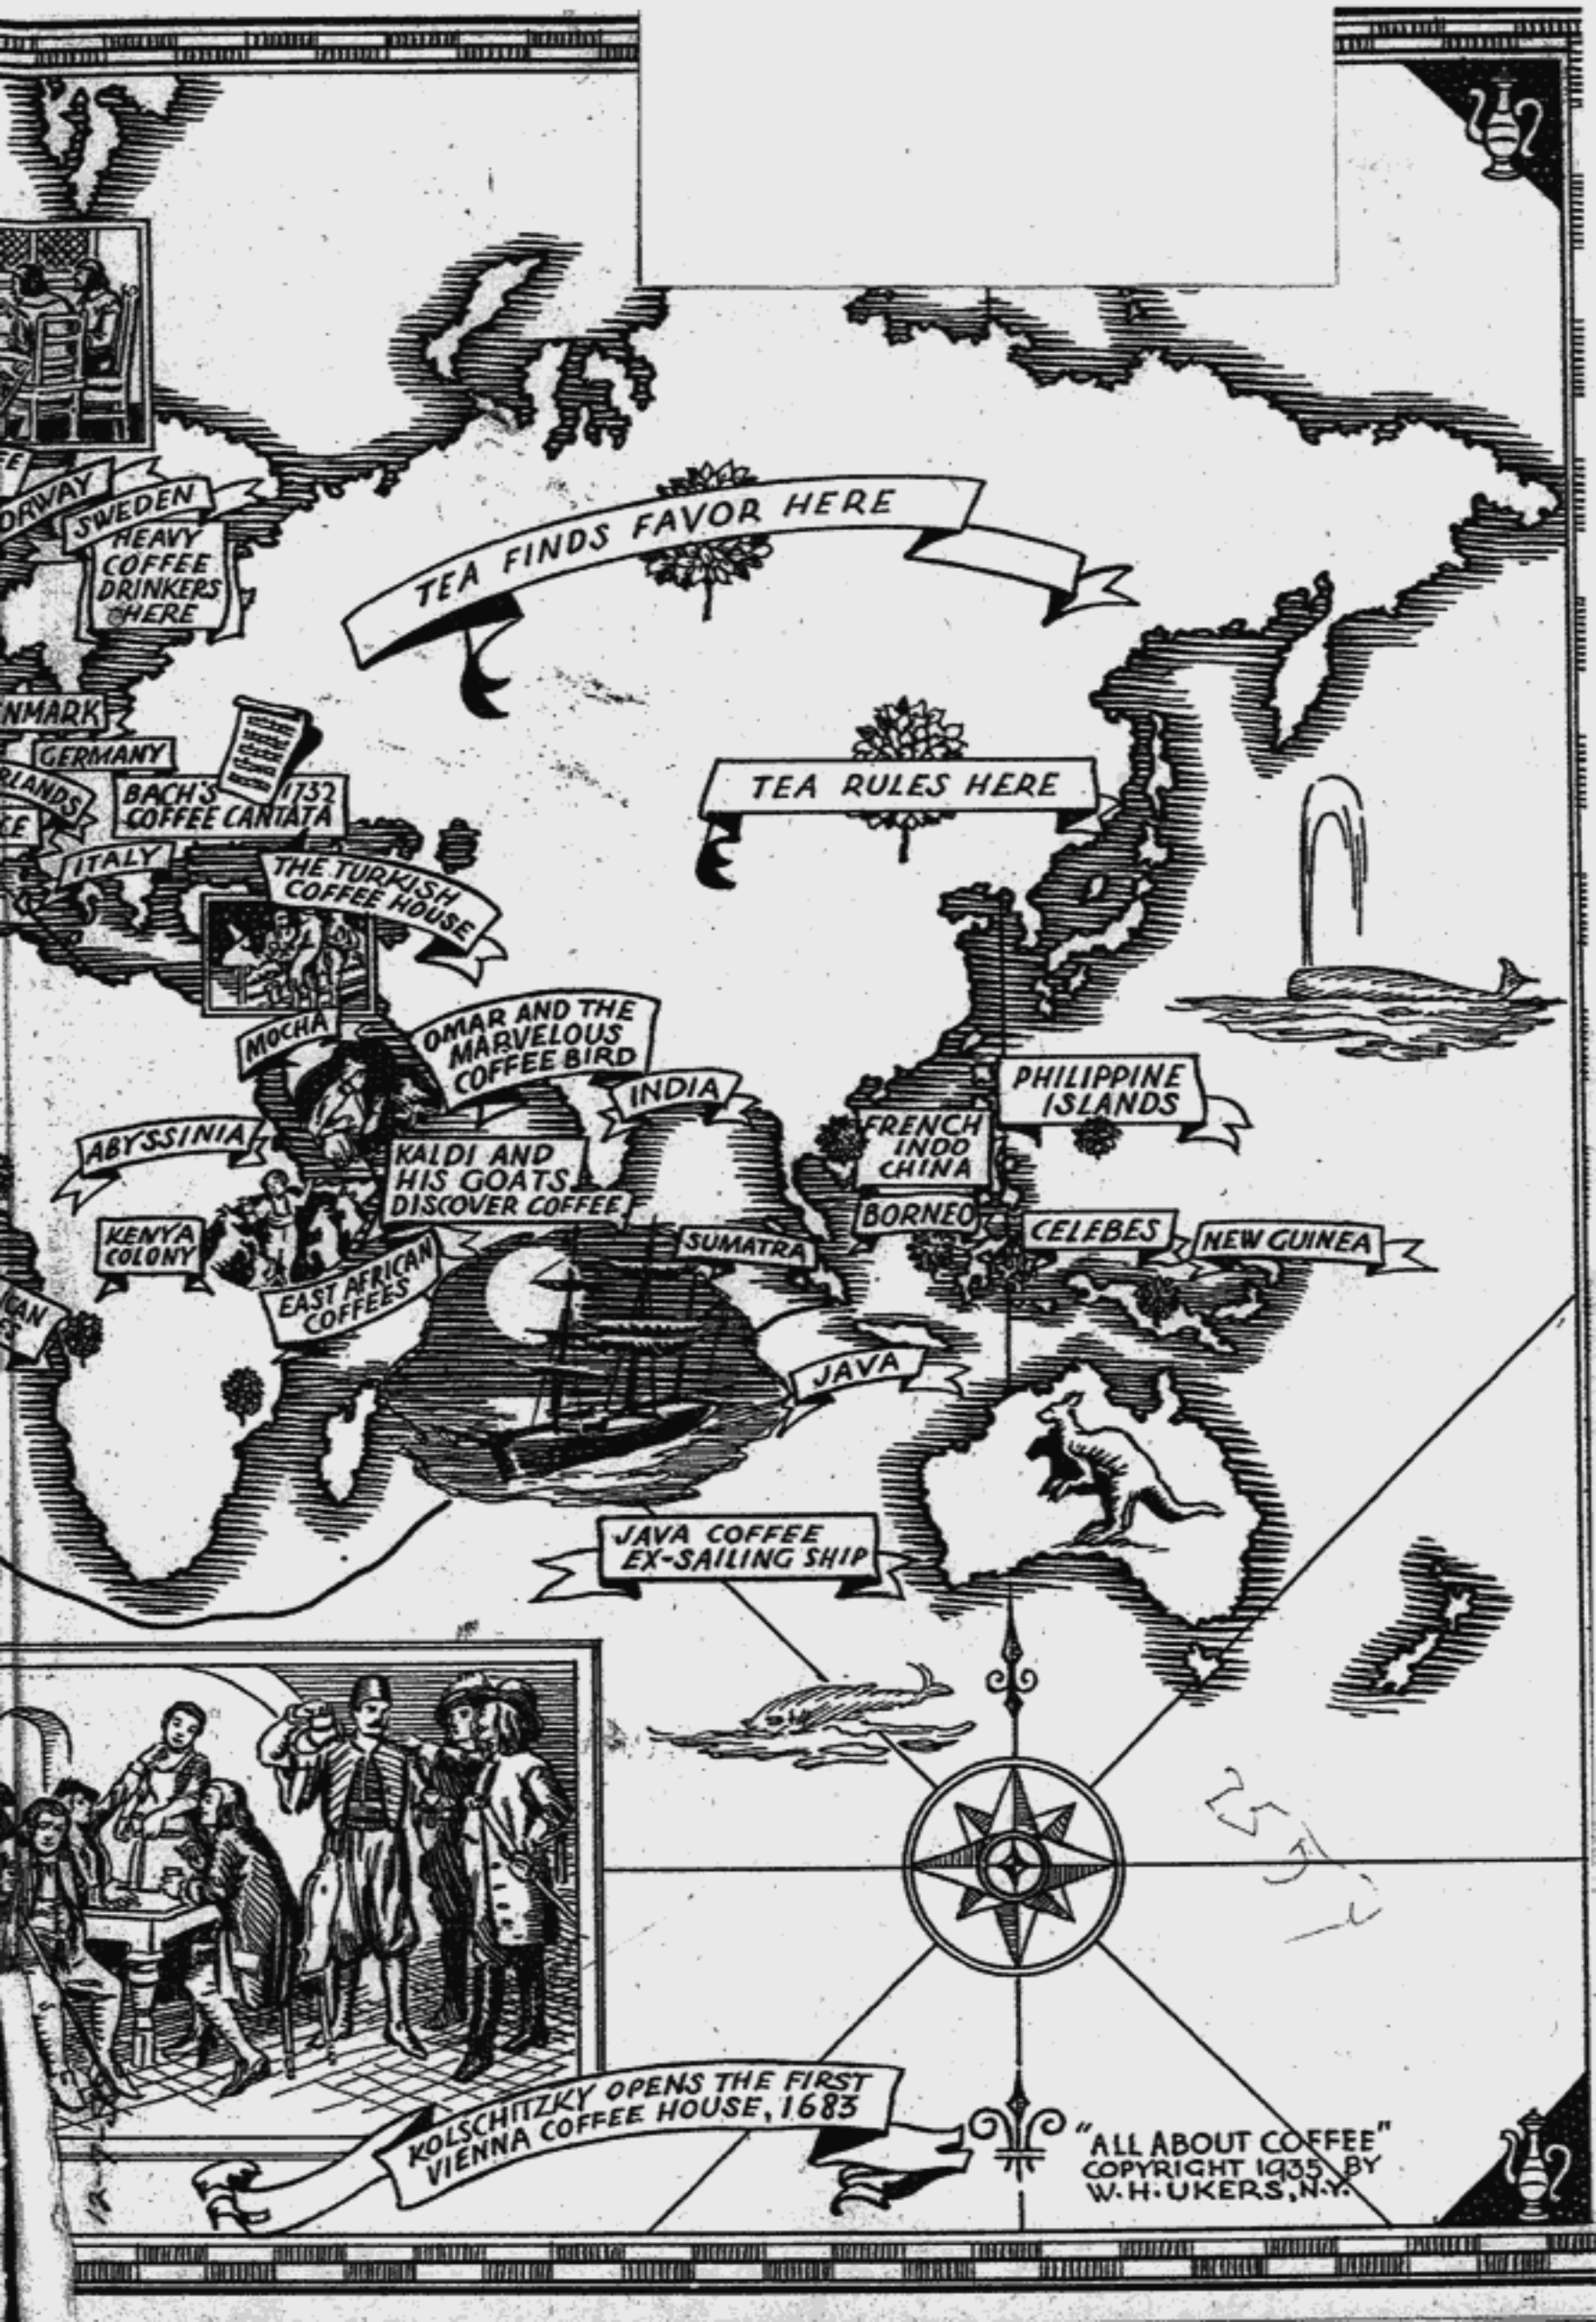 SWEDEN
HEAVY
COFFEE
DRINKERS
HERE
TEA FINDS FAVOR HERE
TEA RULES HERE
GERMANY
BACH'S 1732
COFFEE CANTATA
ITALY
THE TURKISH
COFFEE HOUSE
MOCHA
OMAR AND THE
MARVELOUS
COFFEE BIRD
INDIA
PHILIPPINE
ISLANDS
FRENCH
INDO
CHINA
ABYSSINIA
KALDI AND
HIS GOATS
DISCOVER COFFEE
KENYA
COLONY
BORNEO
CELEBES
NEW GUINEA
SUMATRA
EAST AFRICAN
COFFEES
JAVA
JAVA COFFEE
EX-SAILING SHIP
KOLSCHITZKY OPENS THE FIRST
VIENNA COFFEE HOUSE, 1683
"ALL ABOUT COFFEE"
COPYRIGHT 1935 BY
W.H.UKERS, N.Y.